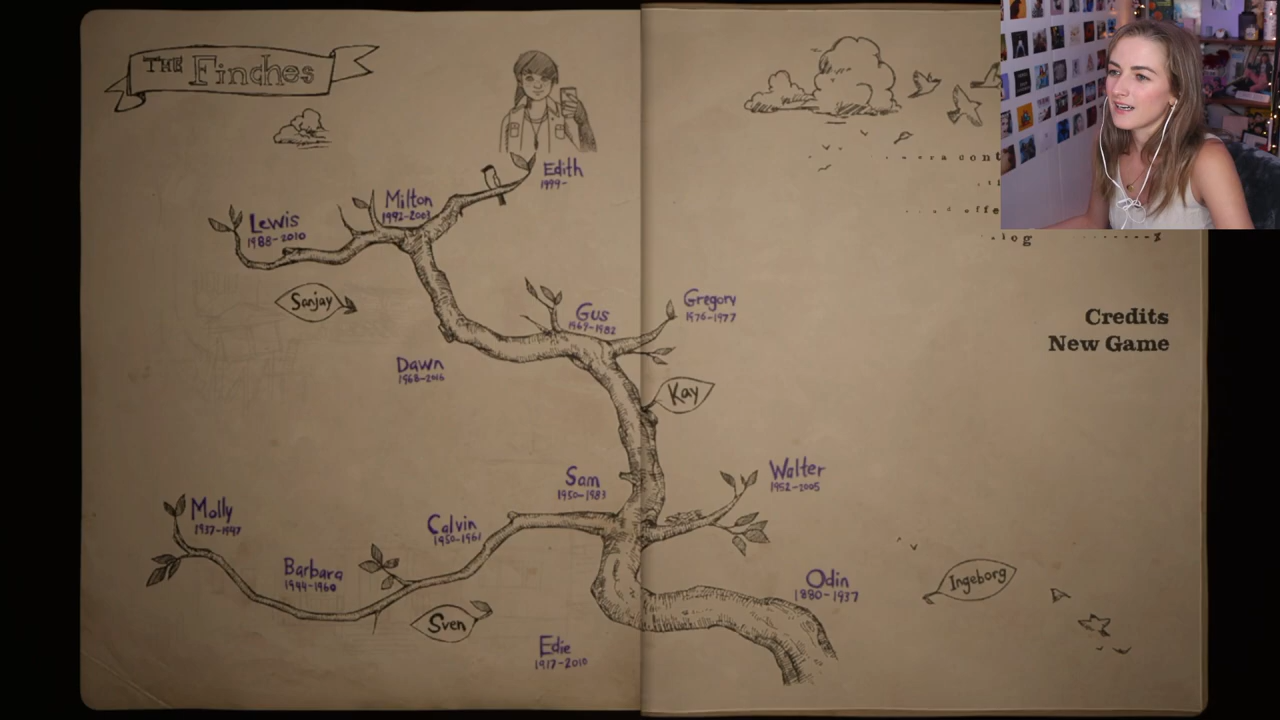 THE Finches
Edith
1999-
Milton
1992-2003
Lewis
1988-2010
Sanjay
Gregory
1976-1977
Gus
1969-1982
Dawn
1968-2016
Kay
Sam
1950-1983
Walter
1952-2005
Molly
1937-1947
Calvin
1950-1961
Barbara
1944-1960
Sven
Odin
1880-1937
Ingeborg
Edie
1917-2010
Credits
New Game